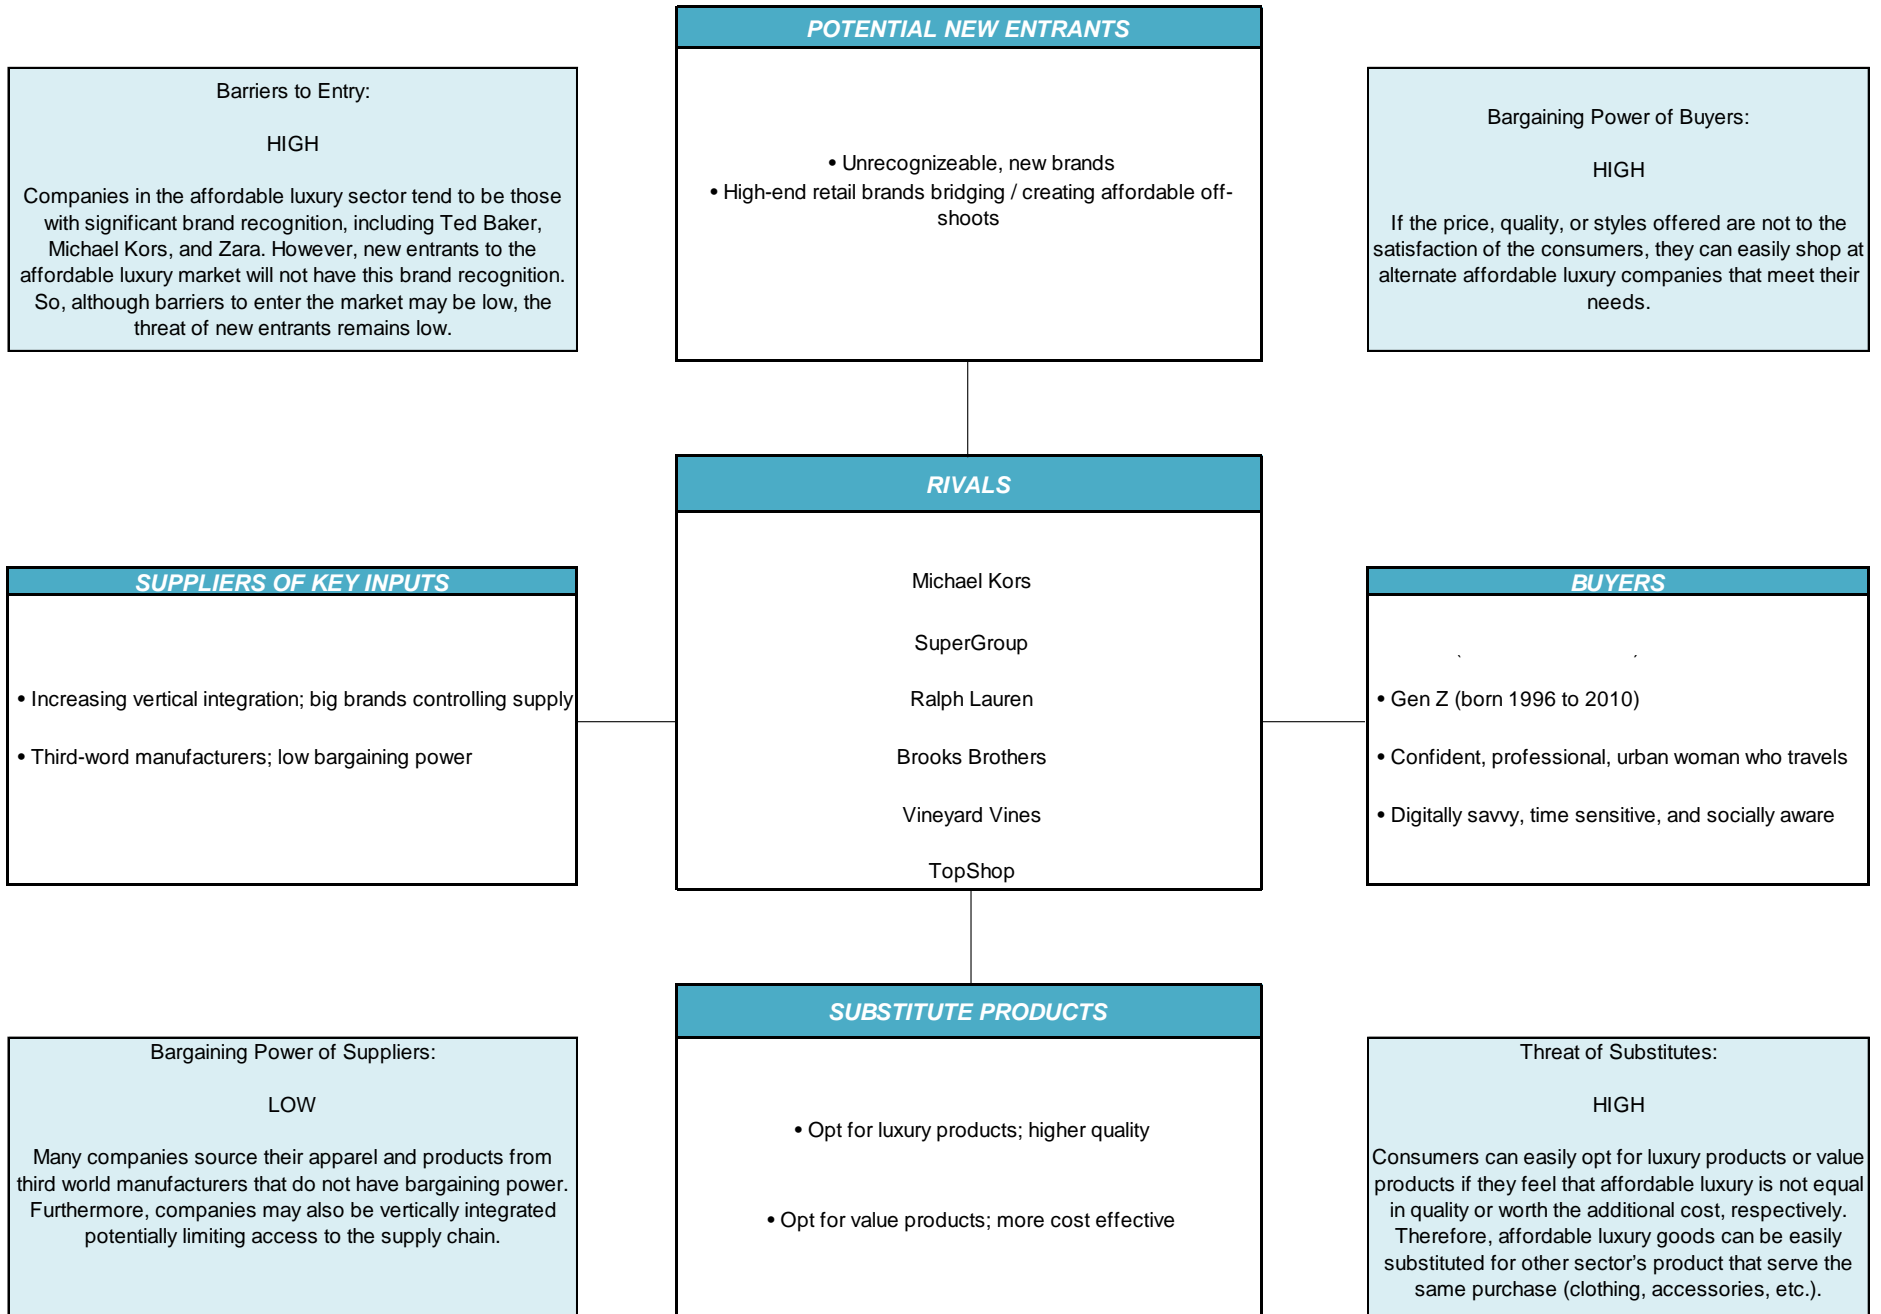 POTENTIAL NEW ENTRANTS
• Unrecognizeable, new brands
• High-end retail brands bridging / creating affordable off-
shoots
Barriers to Entry:
HIGH
Companies in the affordable luxury sector tend to be those
with significant brand recognition, including Ted Baker,
Michael Kors, and Zara. However, new entrants to the
affordable luxury market will not have this brand recognition.
So, although barriers to enter the market may be low, the
threat of new entrants remains low.
Bargaining Power of Buyers:
HIGH
If the price, quality, or styles offered are not to the
satisfaction of the consumers, they can easily shop at
alternate affordable luxury companies that meet their
needs.
RIVALS
Michael Kors
SuperGroup
Ralph Lauren
Brooks Brothers
Vineyard Vines
TopShop
SUPPLIERS OF KEY INPUTS
• Increasing vertical integration; big brands controlling supply
• Third-word manufacturers; low bargaining power
BUYERS
• Gen Z (born 1996 to 2010)
• Confident, professional, urban woman who travels
• Digitally savvy, time sensitive, and socially aware
SUBSTITUTE PRODUCTS
• Opt for luxury products; higher quality
• Opt for value products; more cost effective
Bargaining Power of Suppliers:
LOW
Many companies source their apparel and products from
third world manufacturers that do not have bargaining power.
Furthermore, companies may also be vertically integrated
potentially limiting access to the supply chain.
Threat of Substitutes:
HIGH
Consumers can easily opt for luxury products or value
products if they feel that affordable luxury is not equal
in quality or worth the additional cost, respectively.
Therefore, affordable luxury goods can be easily
substituted for other sector's product that serve the
same purchase (clothing, accessories, etc.).